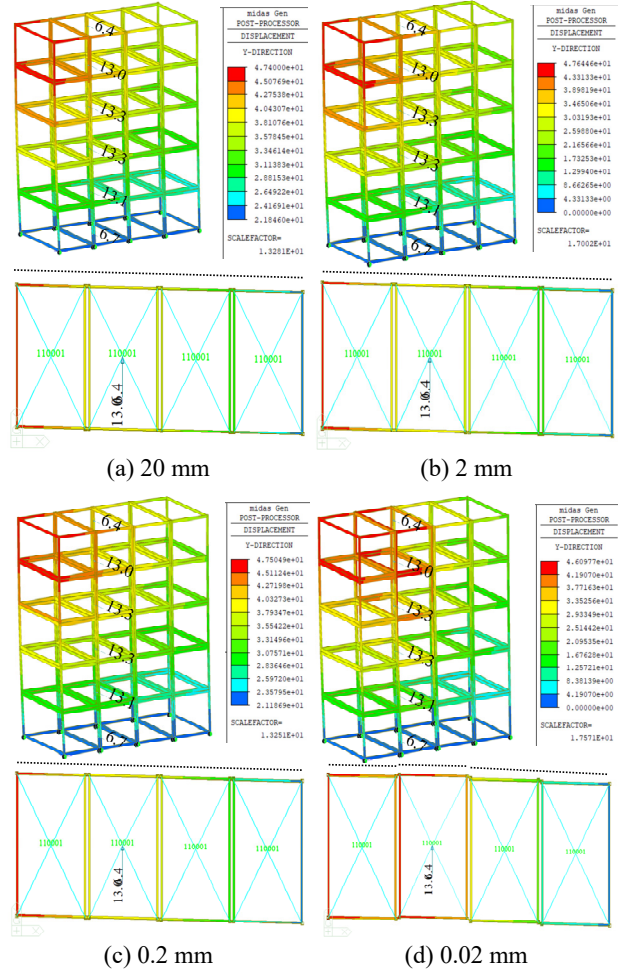 6.4
13.0
13.3
13.3
13.1
6.7
midas Gen
POST-PROCESSOR
DISPLACEMENT
Y-DIRECTION
4.74000e+01
4.50769e+01
4.27538e+01
4.04307e+01
3.81076e+01
3.57845e+01
3.34614e+01
3.11383e+01
2.88153e+01
2.64922e+01
2.41691e+01
2.18460e+01
SCALEFACTOR=
1.3281E+01
110001 110001 110001 110001
(a) 20 mm
6.4
13.0
13.3
13.3
13.1
6.7
midas Gen
POST-PROCESSOR
DISPLACEMENT
Y-DIRECTION
4.76446e+01
4.33133e+01
3.89819e+01
3.46506e+01
3.03193e+01
2.59880e+01
2.16566e+01
1.73253e+01
1.29940e+01
8.66265e+00
4.33133e+00
0.00000e+00
SCALEFACTOR=
1.7002E+01
110001 110001 110001 110001
(b) 2 mm
6.4
13.0
13.3
13.3
13.1
6.7
midas Gen
POST-PROCESSOR
DISPLACEMENT
Y-DIRECTION
4.75049e+01
4.51124e+01
4.27198e+01
4.03273e+01
3.79347e+01
3.55422e+01
3.31496e+01
3.07571e+01
2.83646e+01
2.59720e+01
2.35795e+01
2.11869e+01
SCALEFACTOR=
1.3251E+01
110001 110001 110001 110001
(c) 0.2 mm
6.4
13.0
13.3
13.3
13.1
6.7
midas Gen
POST-PROCESSOR
DISPLACEMENT
Y-DIRECTION
4.60977e+01
4.19070e+01
3.77163e+01
3.35256e+01
2.93349e+01
2.51442e+01
2.09535e+01
1.67628e+01
1.25721e+01
8.38139e+00
4.19070e+00
0.00000e+00
SCALEFACTOR=
1.7571E+01
110001 110001 110001 110001
(d) 0.02 mm